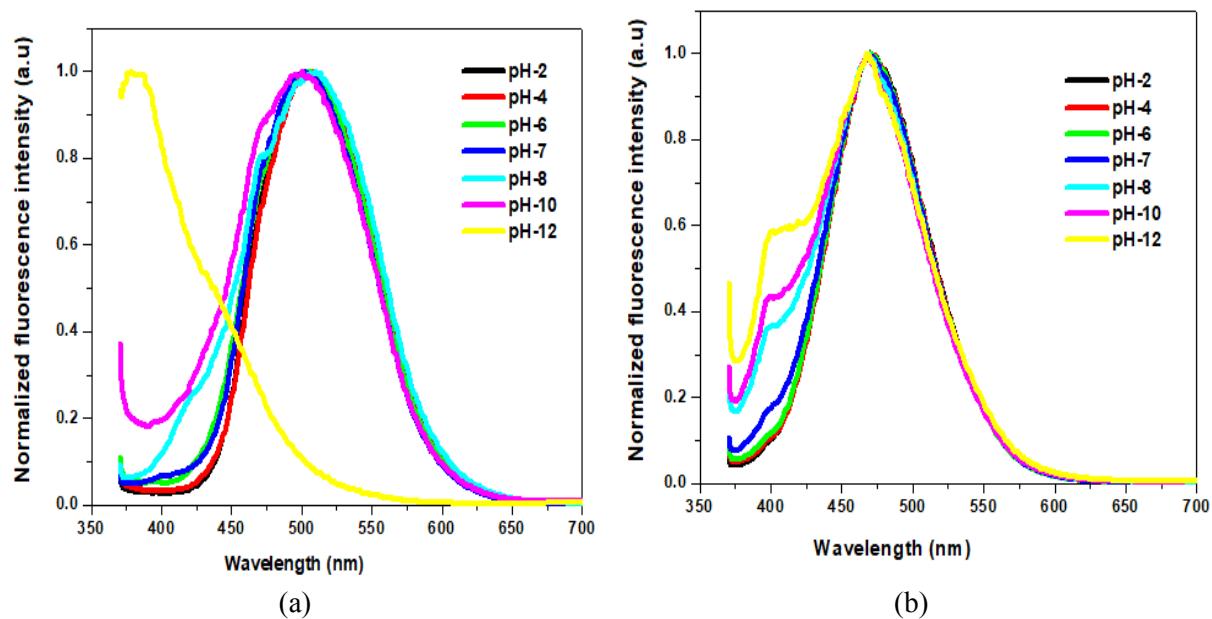 Normalized fluorescence intensity (a.u)
1.0
0.8
0.6
0.4
0.2
0.0
pH-2
pH-4
pH-6
pH-7
pH-8
pH-10
pH-12
350 400 450 500 550 600 650 700
Wavelength (nm)
(a)
Normalized fluorescence intensity (a.u)
1.0
0.8
0.6
0.4
0.2
0.0
pH-2
pH-4
pH-6
pH-7
pH-8
pH-10
pH-12
350 400 450 500 550 600 650 700
Wavelength (nm)
(b)